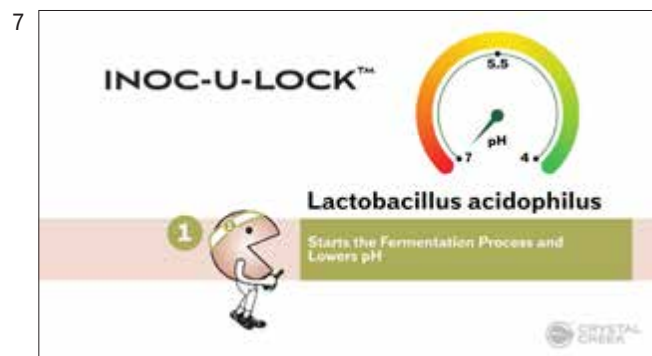 7
INOC-U-LOCK™
5.5
pH
7
4
Lactobacillus acidophilus
1
Starts the Fermentation Process and
Lowers pH
CRYSTAL
CREEK